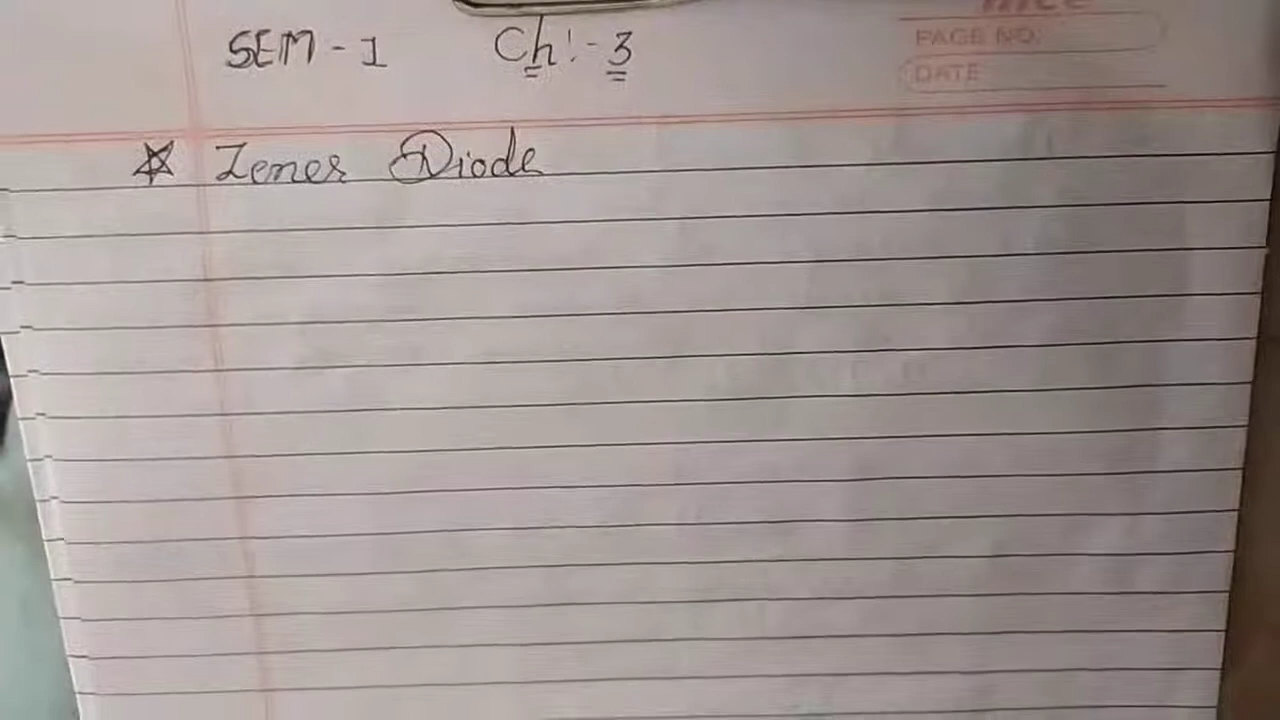 SEM - 1 Ch:- 3
PAGE NO:
DATE
☆ Zener Diode